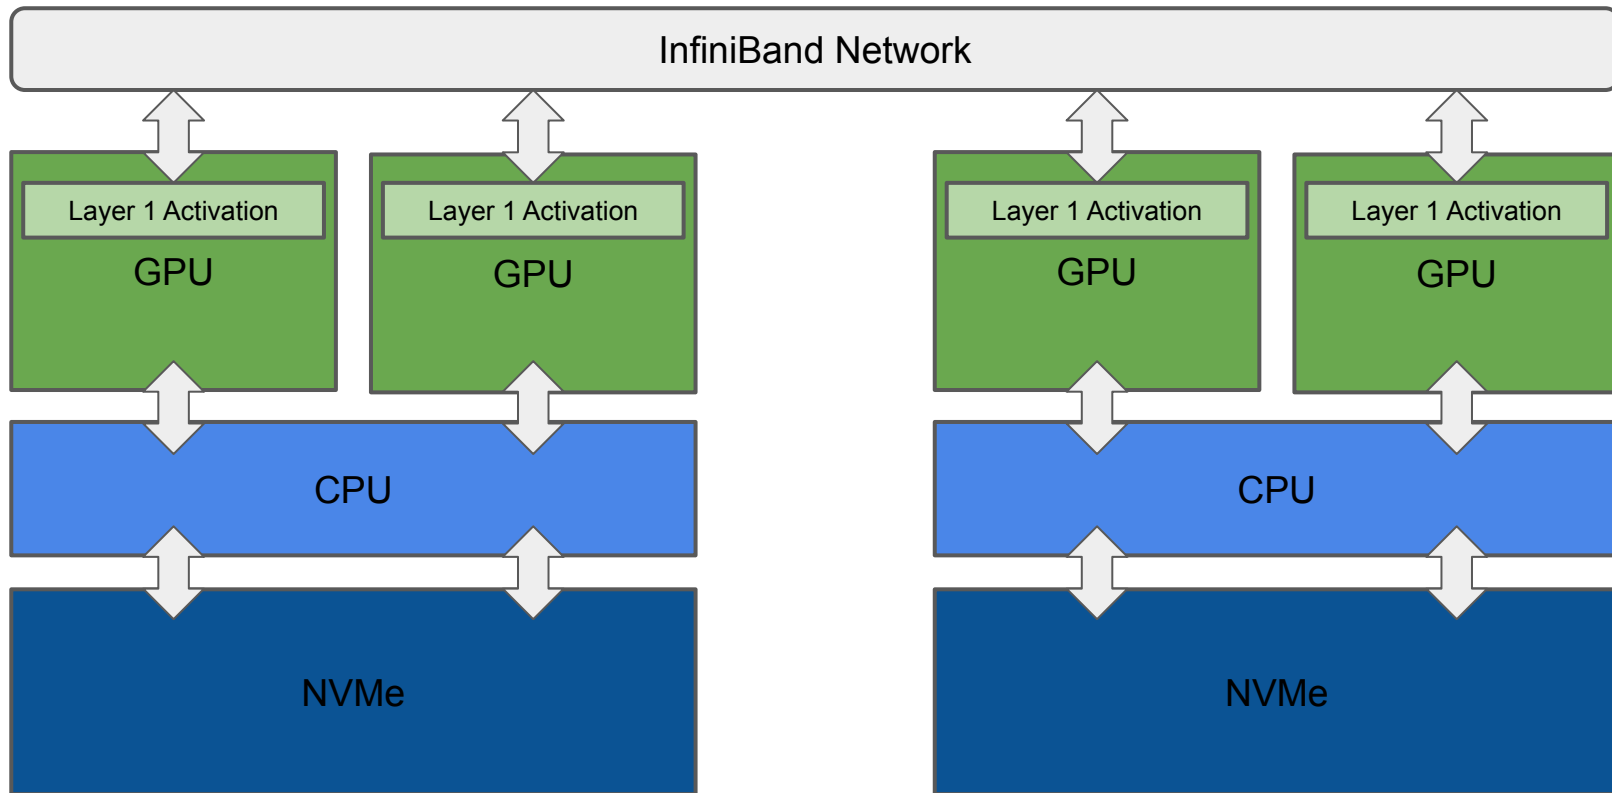 InfiniBand Network
Layer 1 Activation
Layer 1 Activation
Layer 1 Activation
Layer 1 Activation
GPU
GPU
GPU
GPU
CPU
CPU
NVMe
NVMe